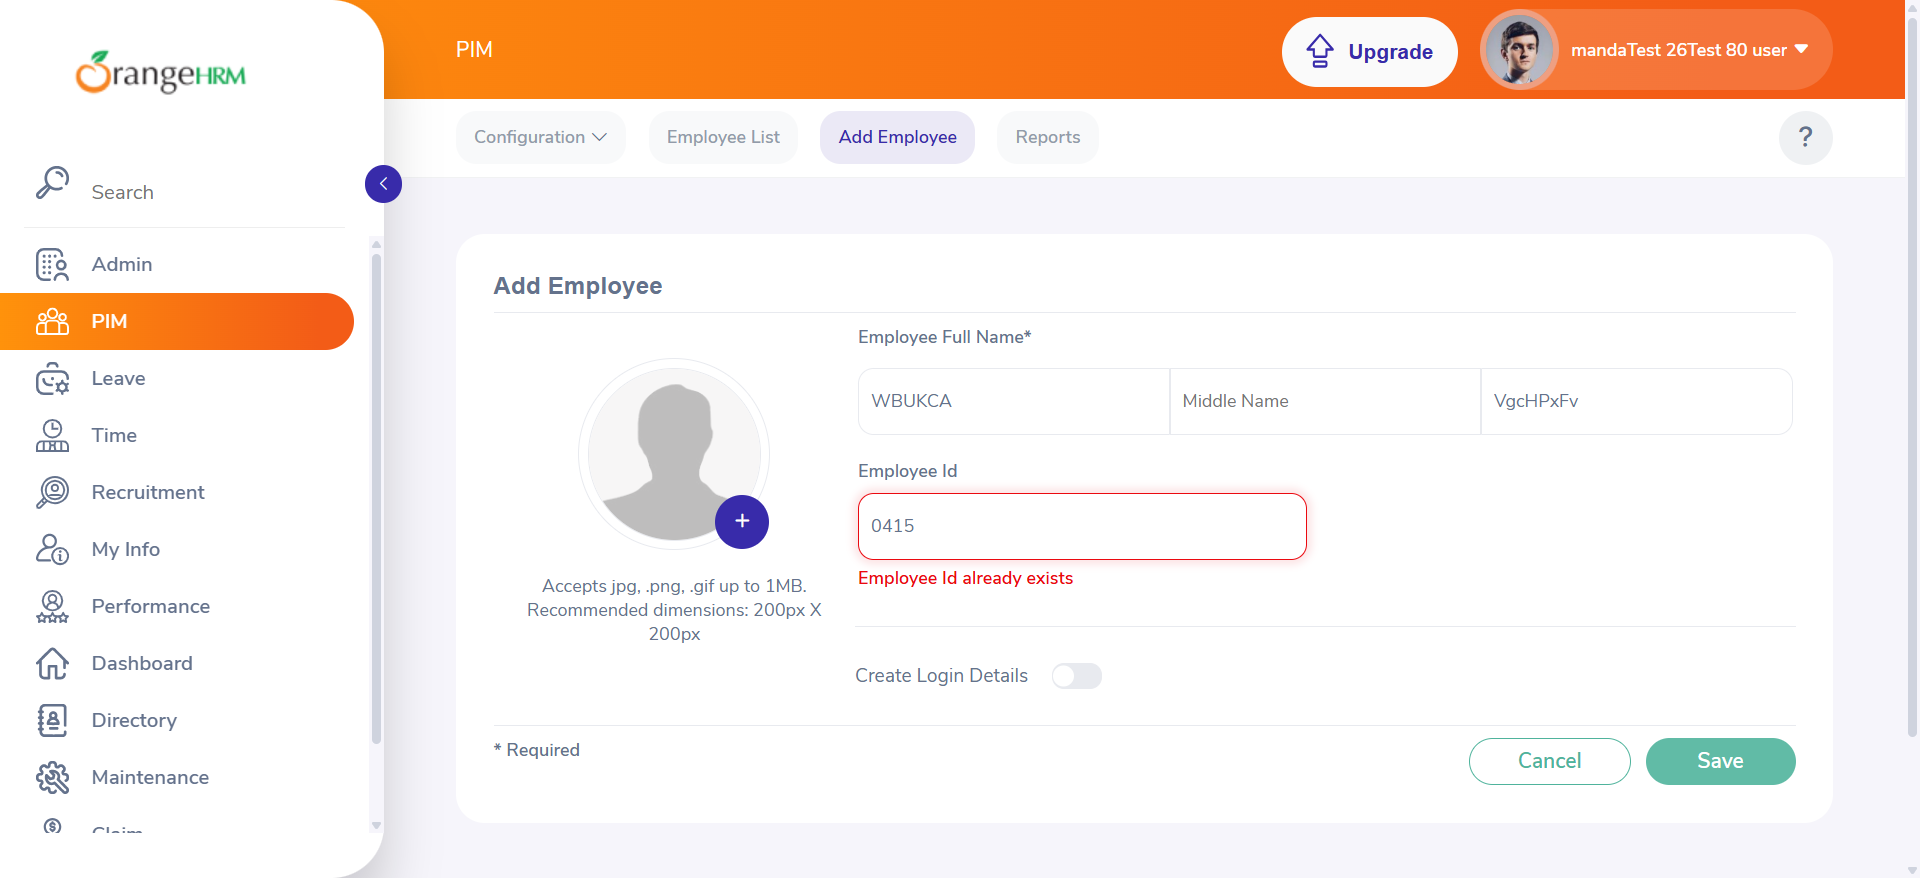 OrangeHRM
Search
Admin
PIM
Leave
Time
Recruitment
My Info
Performance
Dashboard
Directory
Maintenance
Claim
PIM
Upgrade
mandaTest 26Test 80 user
Configuration
Employee List
Add Employee
Reports
?
Add Employee
Accepts jpg, .png, .gif up to 1MB.
Recommended dimensions: 200px X
200px
Employee Full Name*
WBUKCA
Middle Name
VgcHPxFv
Employee Id
0415
Employee Id already exists
Create Login Details
* Required
Cancel
Save